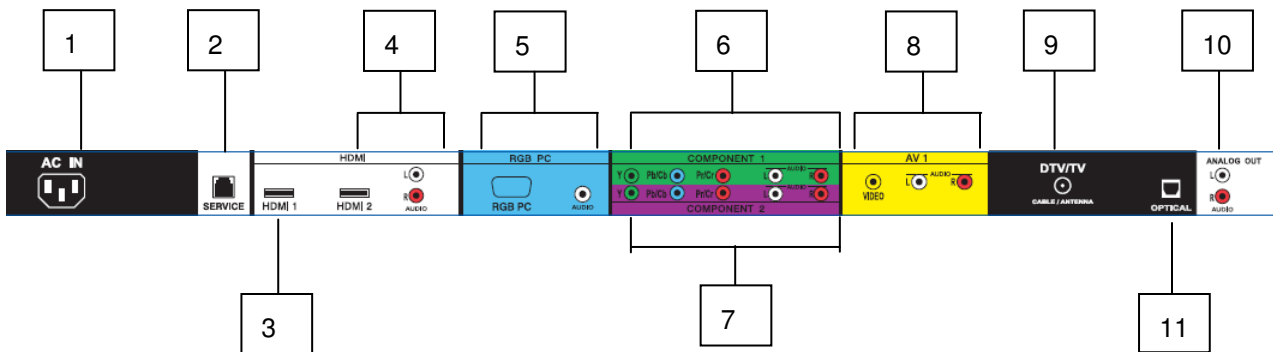 1 2 4 5 6 8 9 10
AC IN
SERVICE
HDMI
HDMI 1
HDMI 2
L
R
AUDIO
RGB PC
RGB PC
AUDIO
COMPONENT 1
Y Pb/Cb Pr/Cr L AUDIO R
Y Pb/Cb Pr/Cr L AUDIO R
COMPONENT 2
AV 1
VIDEO
L AUDIO R
DTV/TV
CABLE / ANTENNA
OPTICAL
ANALOG OUT
L
R
AUDIO
3 7 11